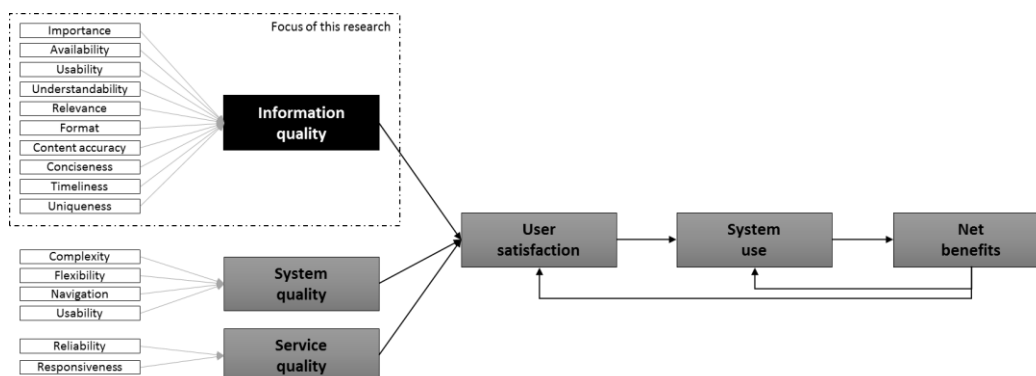 Focus of this research
Importance
Availability
Usability
Understandability
Relevance
Format
Content accuracy
Conciseness
Timeliness
Uniqueness
Information
quality
Complexity
Flexibility
Navigation
Usability
System
quality
Reliability
Responsiveness
Service
quality
User
satisfaction
System
use
Net
benefits